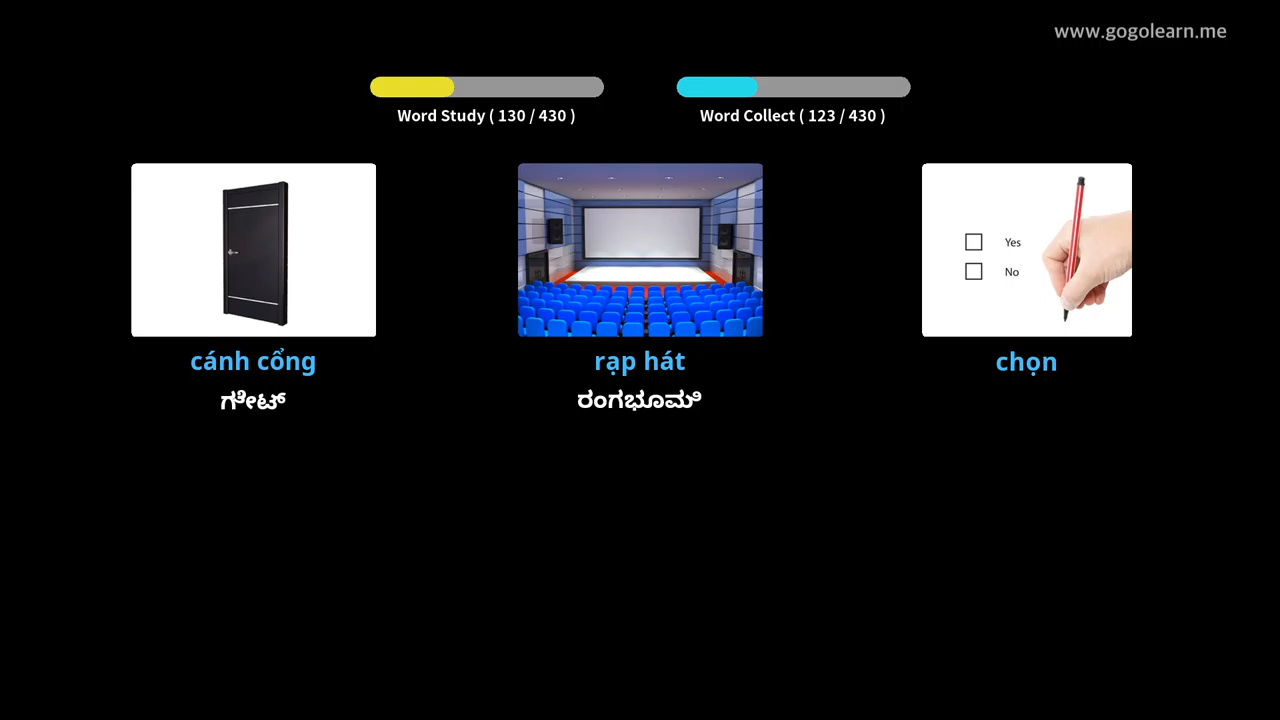 www.gogolearn.me
Word Study ( 130 / 430 )
Word Collect ( 123 / 430 )
Yes
No
cánh cổng
rạp hát
chọn
ಗೇಟ್
ರಂಗಭೂಮಿ